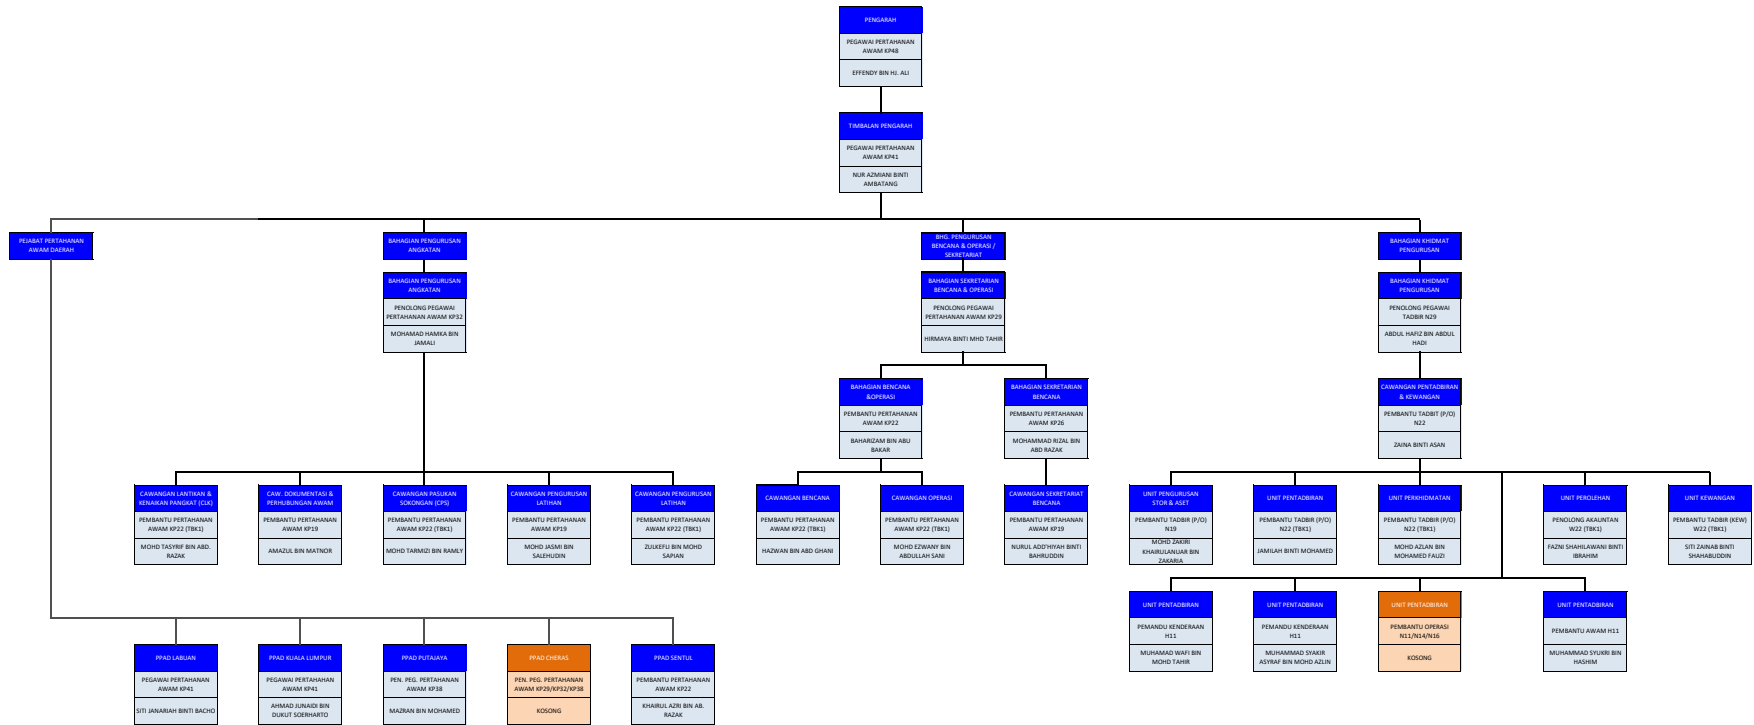 PENGARAH
PEGAWAI PERTAHANAN
AWAM KP48
EFFENDY BIN HJ. ALI
TIMBALAN PENGARAH
PEGAWAI PERTAHANAN
AWAM KP41
NUR AZMIANI BINTI
AMBATANG
PEJABAT PERTAHANAN
AWAM DAERAH
BAHAGIAN PENGURUSAN
ANGKATAN
BHG. PENGURUSAN
BENCANA & OPERASI /
SEKRETARIAT
BAHAGIAN KHIDMAT
PENGURUSAN
BAHAGIAN PENGURUSAN
ANGKATAN
PENOLONG PEGAWAI
PERTAHANAN AWAM KP32
MOHAMAD HAMKA BIN
JAMALI
BAHAGIAN SEKRETARIAN
BENCANA & OPERASI
PENOLONG PEGAWAI
PERTAHANAN AWAM KP29
HIRMAYA BINTI MHD TAHIR
BAHAGIAN KHIDMAT
PENGURUSAN
PENOLONG PEGAWAI
TADBIR N29
ABDUL HAFIZ BIN ABDUL
HADI
BAHAGIAN BENCANA
&OPERASI
PEMBANTU PERTAHANAN
AWAM KP22
BAHARIZAM BIN ABU
BAKAR
BAHAGIAN SEKRETARIAN
BENCANA
PEMBANTU PERTAHANAN
AWAM KP26
MOHAMMAD RIZAL BIN
ABD RAZAK
CAWANGAN PENTADBIRAN
& KEWANGAN
PEMBANTU TADBIT (P/O)
N22
ZAINA BINTI ASAN
CAWANGAN LANTIKAN &
KENAIKAN PANGKAT (CLK)
PEMBANTU PERTAHANAN
AWAM KP22 (TBK1)
MOHD TASYRIF BIN ABD.
RAZAK
CAW. DOKUMENTASI &
PERHUBUNGAN AWAM
PEMBANTU PERTAHANAN
AWAM KP19
AMAZUL BIN MATNOR
CAWANGAN PASUKAN
SOKONGAN (CPS)
PEMBANTU PERTAHANAN
AWAM KP22 (TBK1)
MOHD TARMIZI BIN RAMLY
CAWANGAN PENGURUSAN
LATIHAN
PEMBANTU PERTAHANAN
AWAM KP19
MOHD JASMI BIN
SALEHUDIN
CAWANGAN PENGURUSAN
LATIHAN
PEMBANTU PERTAHANAN
AWAM KP22 (TBK1)
ZULKEFLI BIN MOHD
SAPIAN
CAWANGAN BENCANA
PEMBANTU PERTAHANAN
AWAM KP22 (TBK1)
HAZWAN BIN ABD GHANI
CAWANGAN OPERASI
PEMBANTU PERTAHANAN
AWAM KP22 (TBK1)
MOHD EZWANY BIN
ABDULLAH SANI
CAWANGAN SEKRETARIAT
BENCANA
PEMBANTU PERTAHANAN
AWAM KP19
NURUL ADD'HIYAH BINTI
BAHRUDDIN
UNIT PENGURUSAN
STOR & ASET
PEMBANTU TADBIR (P/O)
N19
MOHD ZAKIRI
KHAIRULANUAR BIN
ZAKARIA
UNIT PENTADBIRAN
PEMBANTU TADBIR (P/O)
N22 (TBK1)
JAMILAH BINTI MOHAMED
UNIT PERKHIDMATAN
PEMBANTU TADBIR (P/O)
N22 (TBK1)
MOHD AZLAN BIN
MOHAMED FAUZI
UNIT PEROLEHAN
PENOLONG AKAUNTAN
W22 (TBK1)
FAZNI SHAHILAWANI BINTI
IBRAHIM
UNIT KEWANGAN
PEMBANTU TADBIR (KEW)
W22 (TBK1)
SITI ZAINAB BINTI
SHAHABUDDIN
UNIT PENTADBIRAN
PEMANDU KENDERAAN
H11
MUHAMAD WAFI BIN
MOHD TAHIR
UNIT PENTADBIRAN
PEMANDU KENDERAAN
H11
MUHAMMAD SYAKIR
ASYRAF BIN MOHD AZLIN
UNIT PENTADBIRAN
PEMBANTU OPERASI
N11/N14/N16
KOSONG
UNIT PENTADBIRAN
PEMBANTU AWAM H11
MUHAMMAD SYUKRI BIN
HASHIM
PPAD LABUAN
PEGAWAI PERTAHANAN
AWAM KP41
SITI JANARIAH BINTI BACHO
PPAD KUALA LUMPUR
PEGAWAI PERTAHANAN
AWAM KP41
AHMAD JUNAIDI BIN
DUKUT SOERHARTO
PPAD PUTAJAYA
PEN. PEG. PERTAHANAN
AWAM KP38
MAZRAN BIN MOHAMED
PPAD CHERAS
PEN. PEG. PERTAHANAN
AWAM KP29/KP32/KP38
KOSONG
PPAD SENTUL
PEMBANTU PERTAHANAN
AWAM KP22
KHAIRUL AZRI BIN AB.
RAZAK